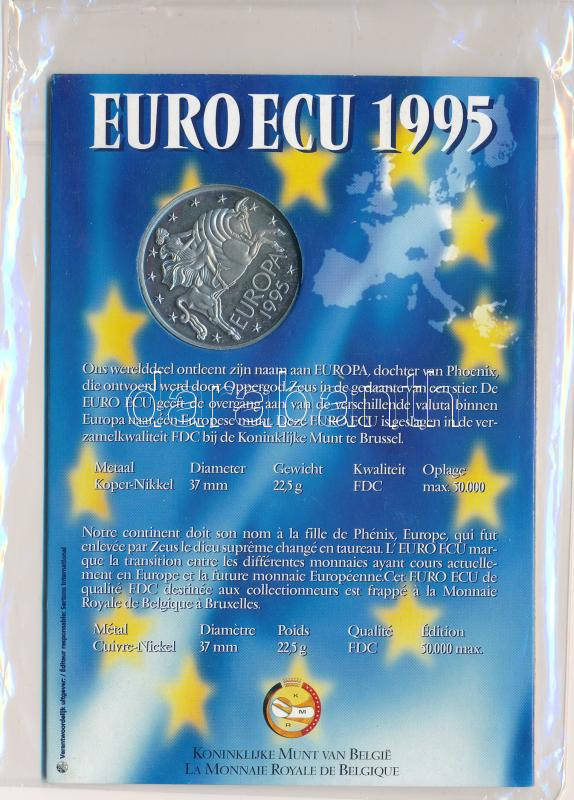 EURO ECU 1995
EUROPA
1995
Ons werelddeel ontleent zijn naam aan EUROPA, dochter van Phoenix,
die ontvoerd werd door Oppergod Zeus in de gedaante van een stier. De
EURO ECU geeft de overgang aan van de verschillende valuta binnen
Europa naar een Europese munt. Deze EURO ECU is geslagen in de ver-
zamelkwaliteit FDC bij de Koninklijke Munt te Brussel.
darabanth
Metaal Diameter Gewicht Kwaliteit Oplage
Koper-Nikkel 37 mm 22,5 g FDC max. 50.000
Notre continent doit son nom à la fille de Phénix, Europe, qui fut
enlevée par Zeus le dieu suprême changé en taureau. L' EURO ECU mar-
que la transition entre les différentes monnaies ayant cours actuelle-
ment en Europe et la future monnaie Européenne.Cet EURO ECU de
qualité FDC destinée aux collectionneurs est frappé à la Monnaie
Royale de Belgique à Bruxelles.
Métal Diamètre Poids Qualité Édition
Cuivre-Nickel 37 mm 22,5 g FDC 50.000 max.
K
M
R
KONINKLIJKE MUNT VAN BELGIË
LA MONNAIE ROYALE DE BELGIQUE
Verantwoordelijk uitgever: / Éditeur responsable: Sertons International